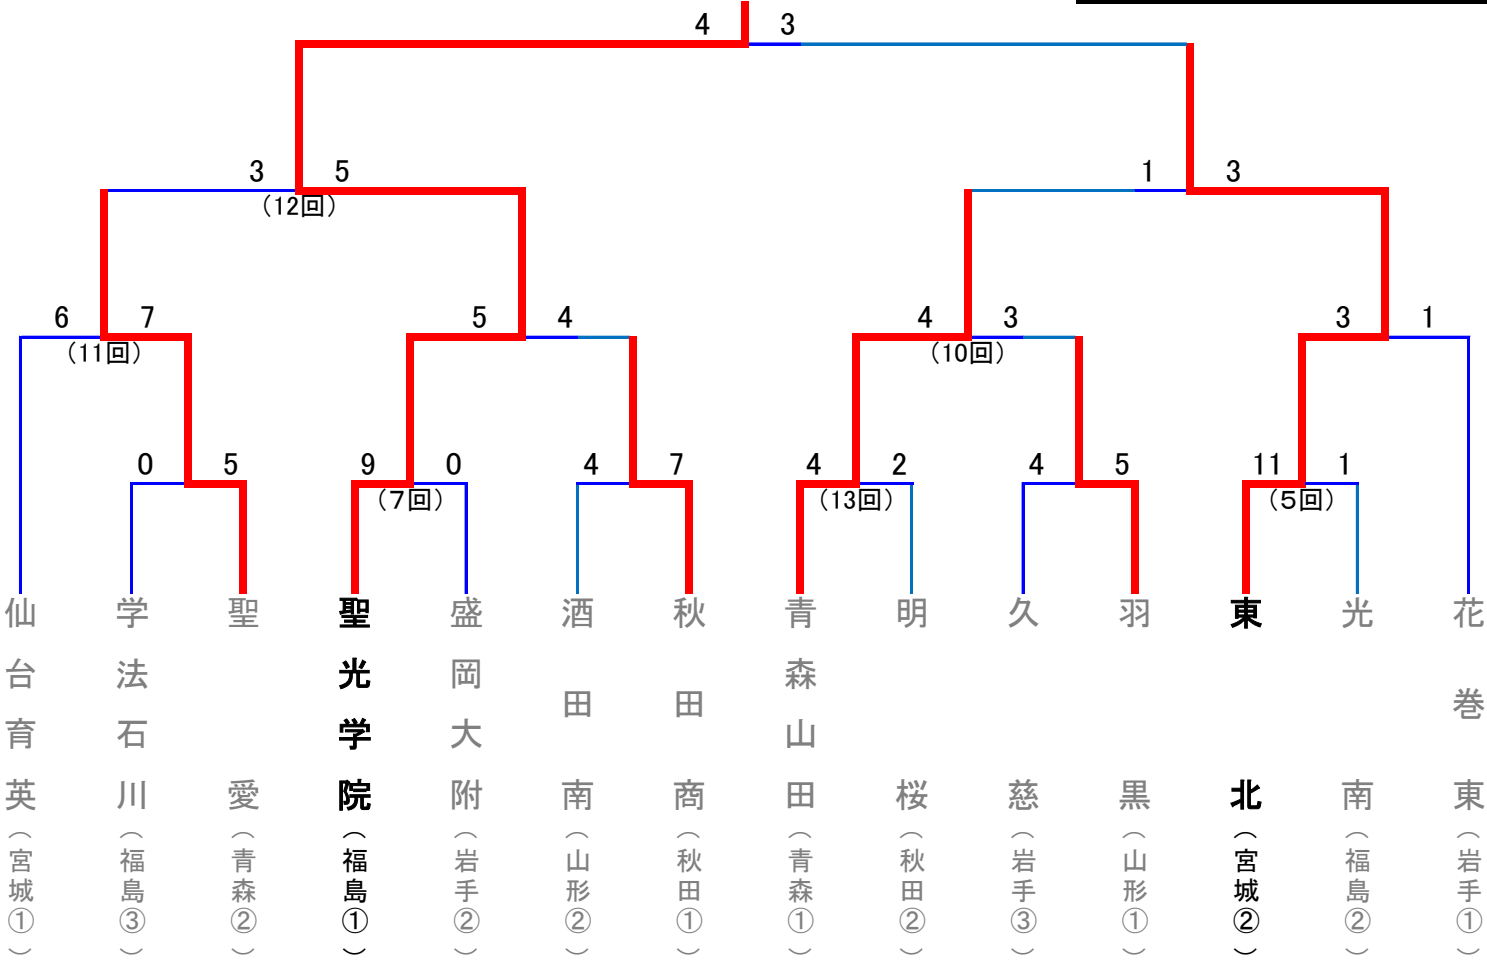 4 3
3 5 1 3
（12回）
6 7 5 4 4 3 3 1
（11回） （10回）
0 5 9 0 4 7 4 2 4 5 11 1
（7回） （13回） （5回）
仙台育英（宮城①）
学法石川（福島③）
聖愛（青森②）
聖光学院（福島①）
盛岡大附（岩手②）
酒田南（山形②）
秋田商（秋田①）
青森山田（青森①）
明桜（秋田②）
久慈（岩手③）
羽黒（山形①）
東北（宮城②）
光南（福島②）
花巻東（岩手①）